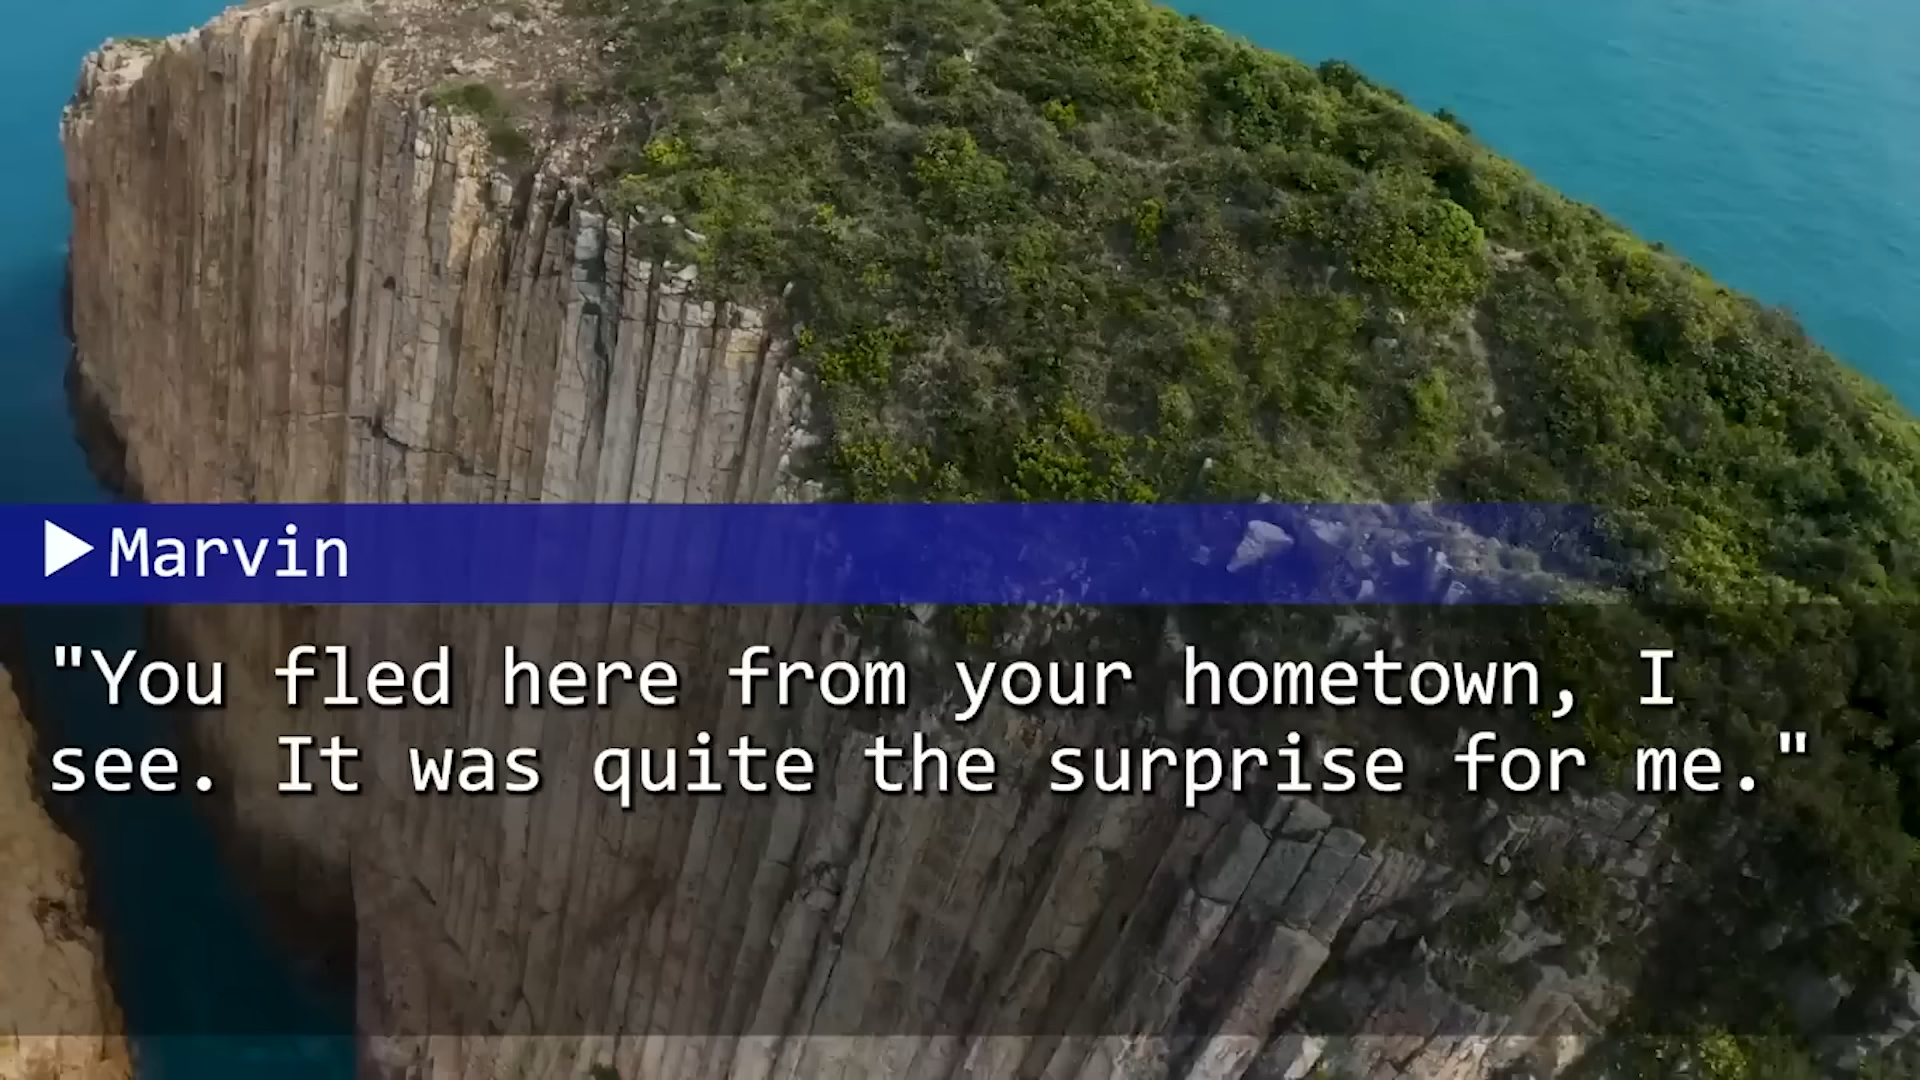 ▶Marvin
"You fled here from your hometown, I
see. It was quite the surprise for me."